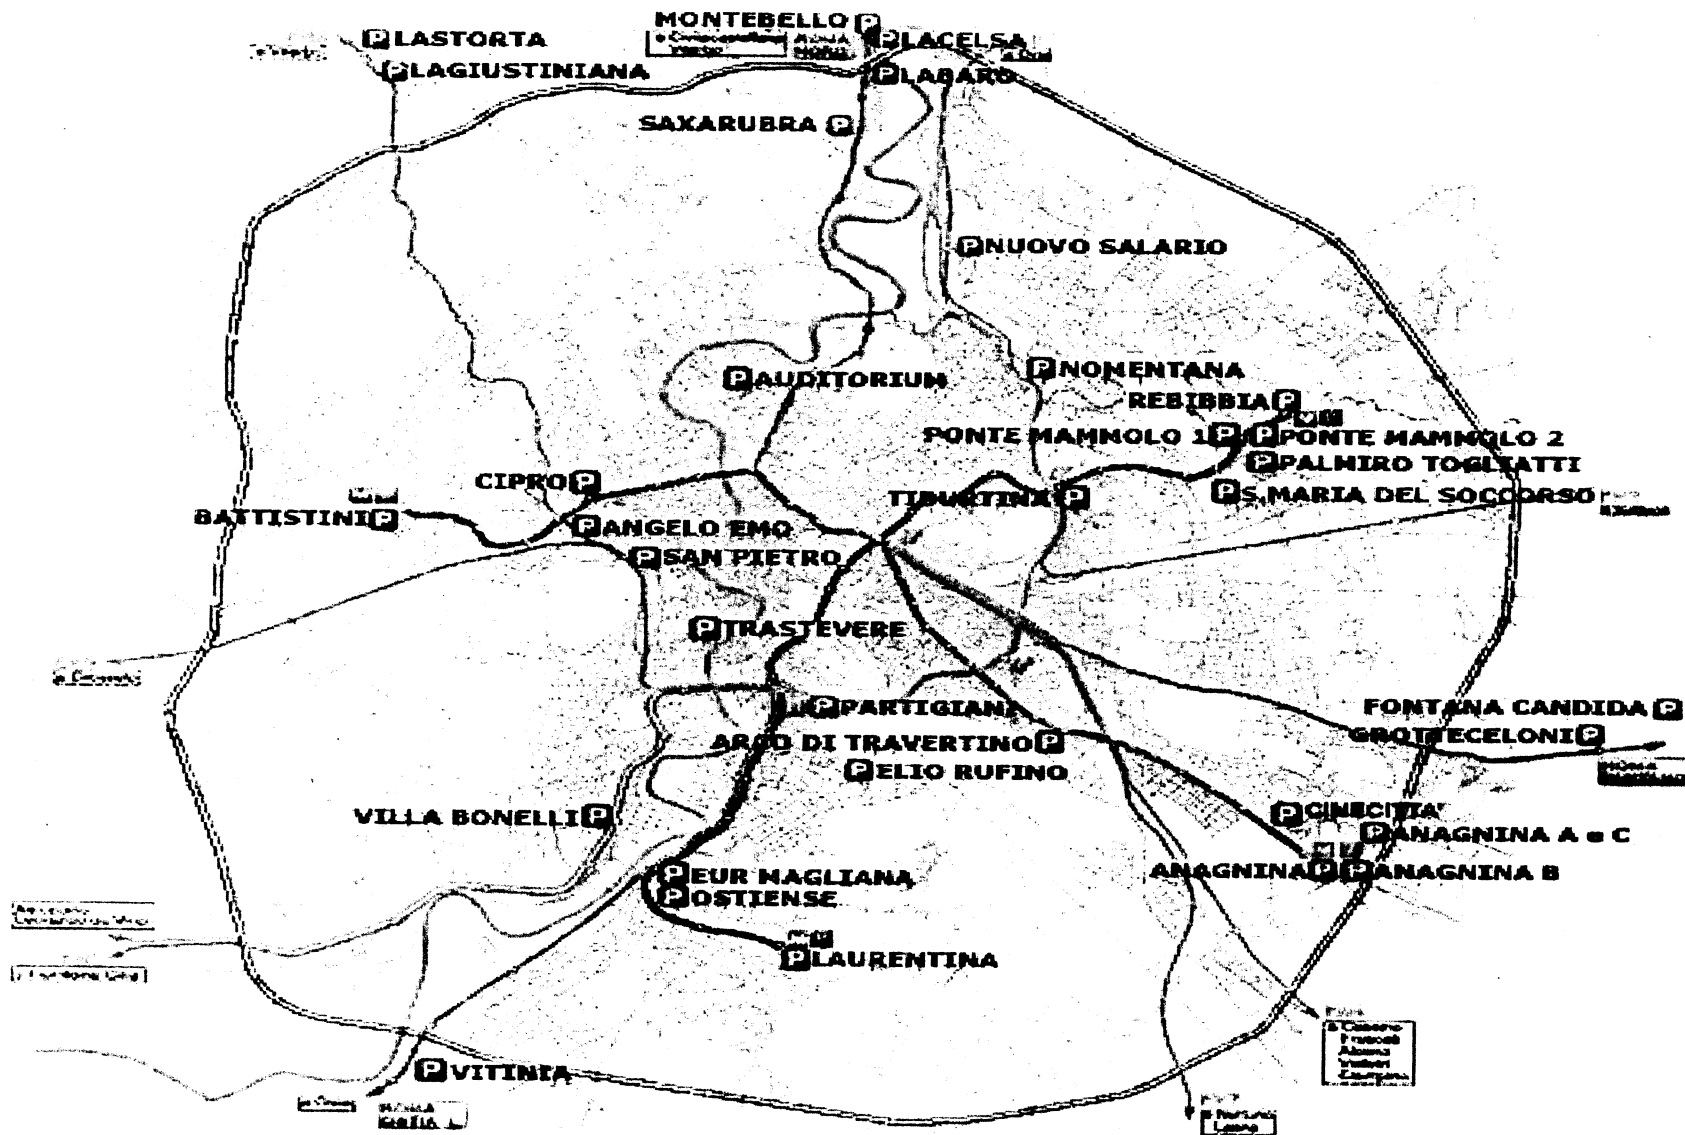 MONTEBELLO P
P LASTORTA
P LACELSA
P LAGIUSTINIANA
P LABARO
SAXARUBRA P
P NUOVO SALARIO
P NOMENTANA
P AUDITORIUM
REBIBBIA P
PONTE MAMMOLO 1 P
P PONTE MAMMOLO 2
P PALMIRO TOGLIATTI
CIPRO P
TIBURTINA P
P S.MARIA DEL SOCCORSO
BATTISTINI P
P ANGELO EMO
P SAN PIETRO
P TRASTEVERE
P PARTIGIANI
FONTANA CANDIDA P
GROTTECELONI P
ARCO DI TRAVERTINO P
P ELIO RUFINO
VILLA BONELLI P
P CINECITTA'
P ANAGNINA A e C
ANAGNINA P
P ANAGNINA B
P EUR MAGLIANA
P OSTIENSE
P LAURENTINA
P VITINIA